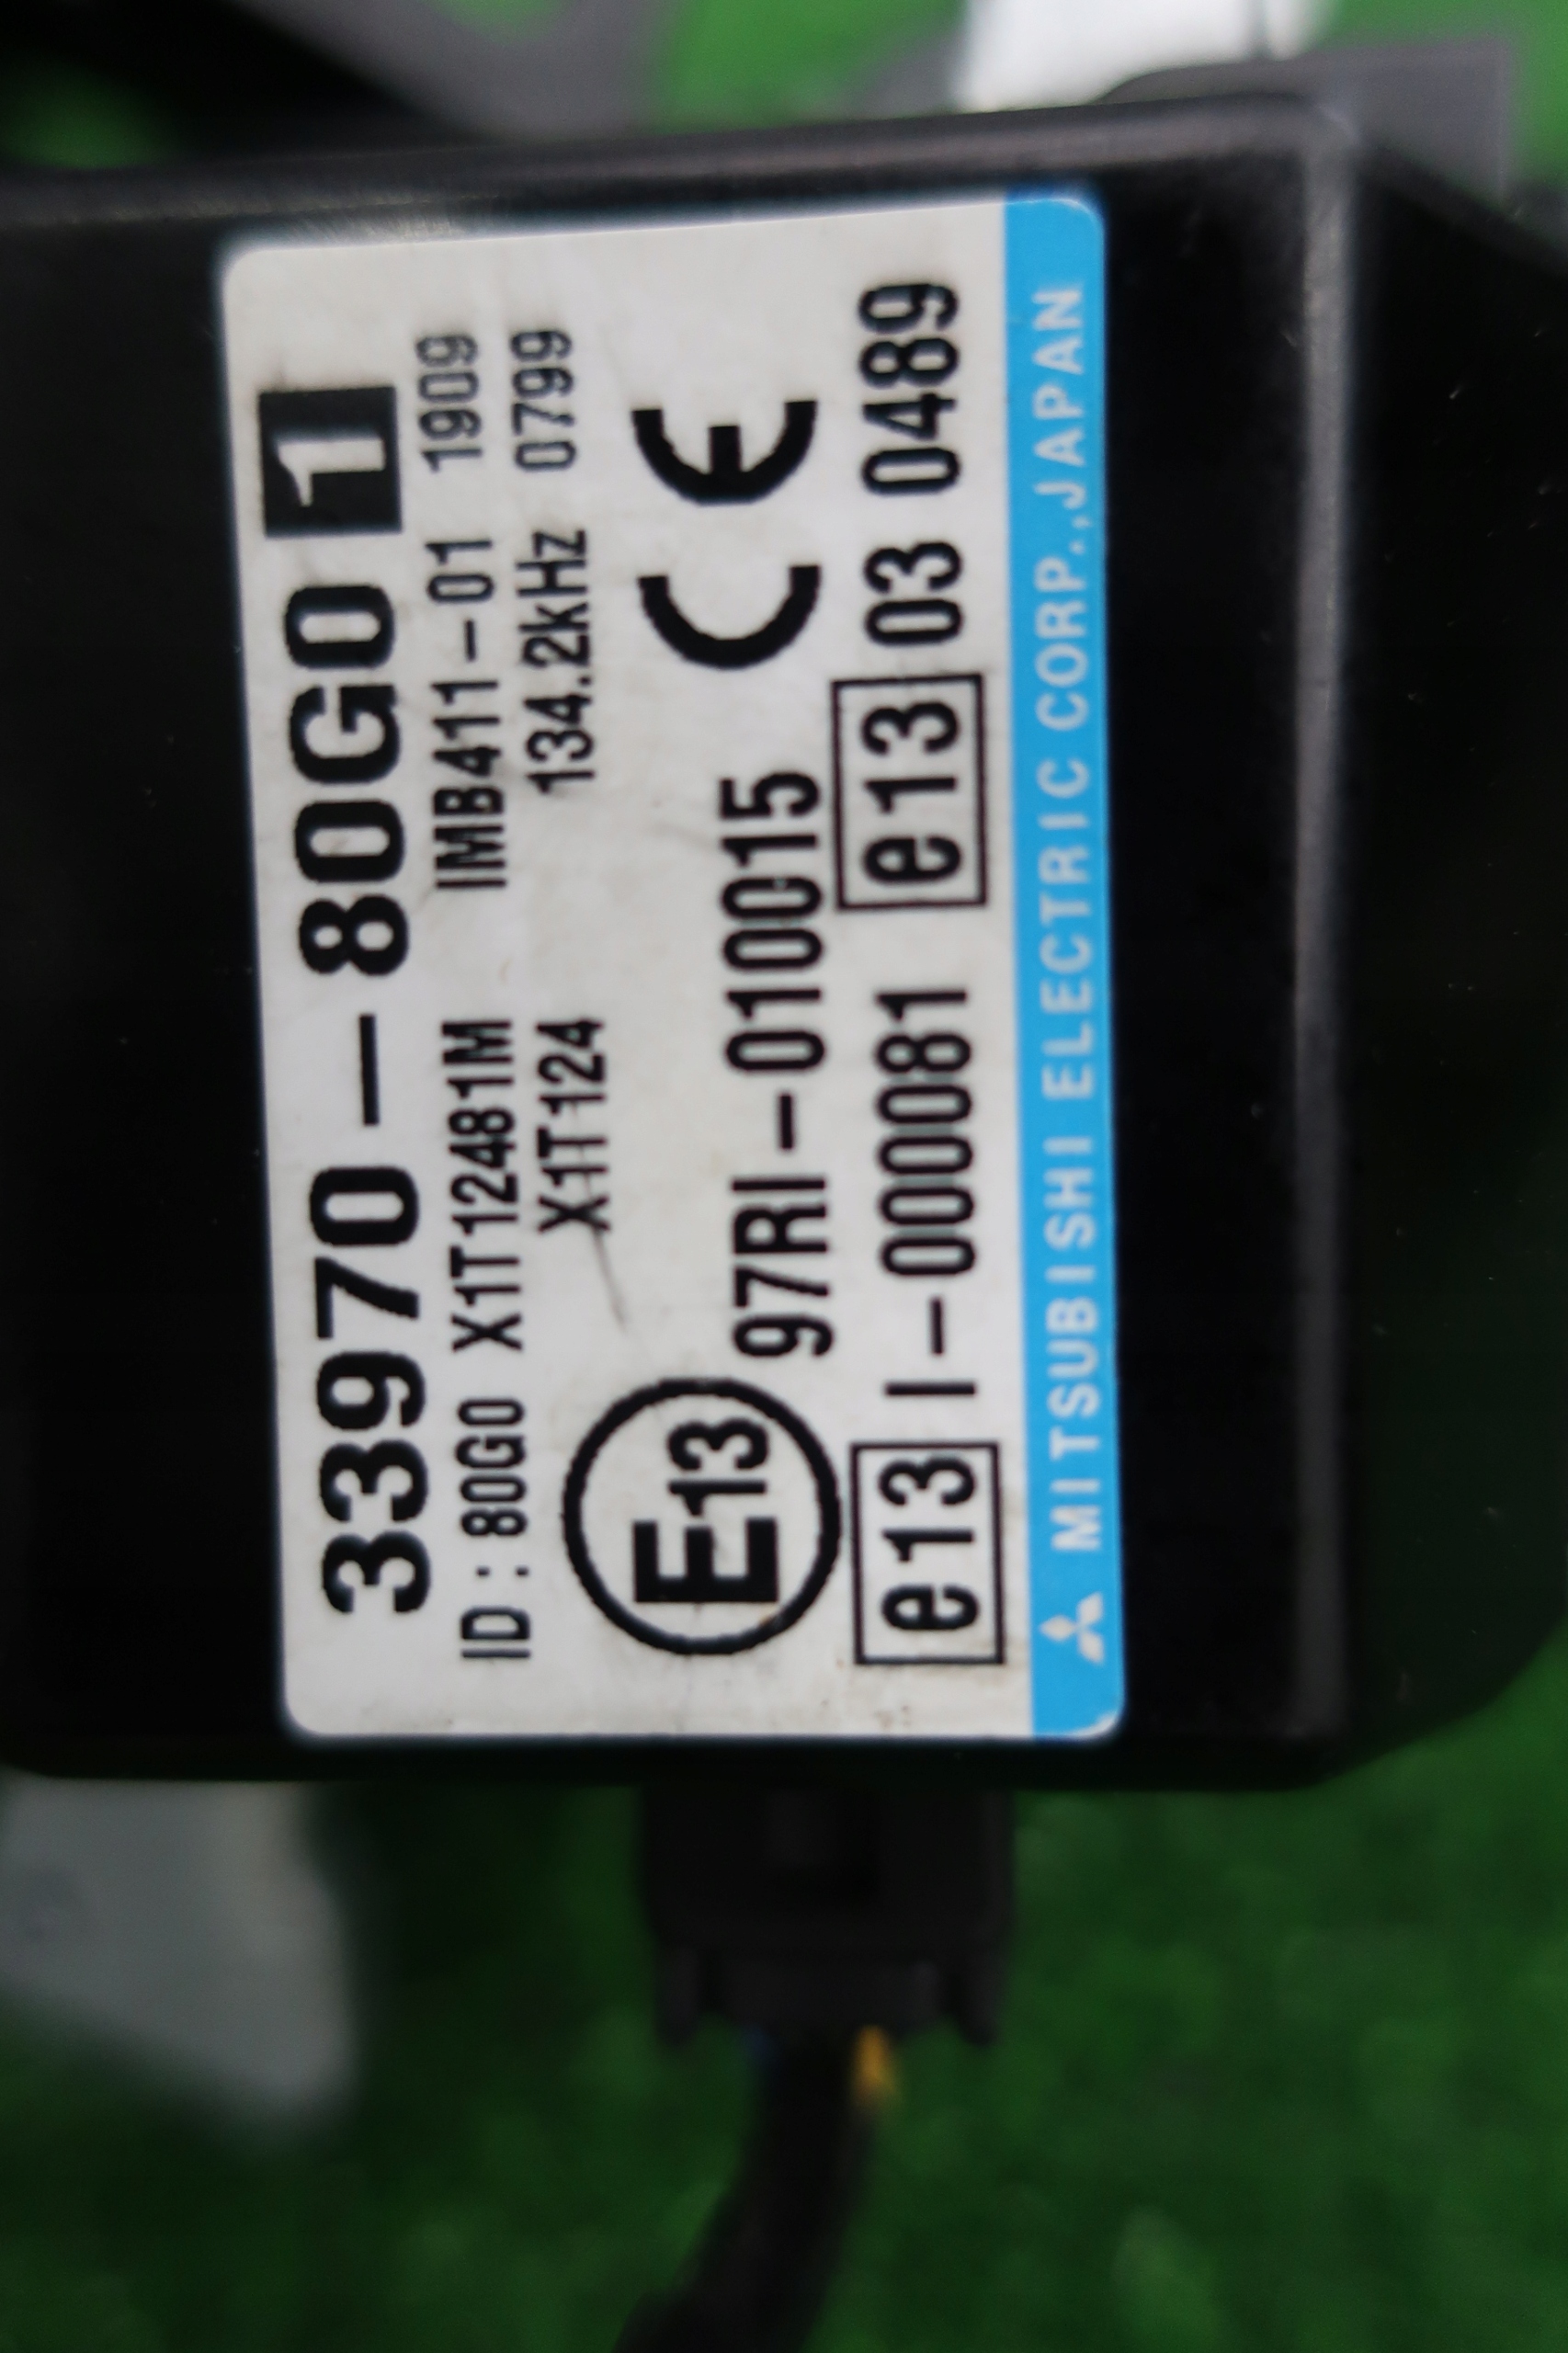 33970-80G0 1
ID : 80G0 X1T12481M IMB411-01 1909
X1T124 134.2kHz 0799
E13 97RI-010015 CE
e13 I-000081 e13 03 0489
MITSUBISHI ELECTRIC CORP.,JAPAN